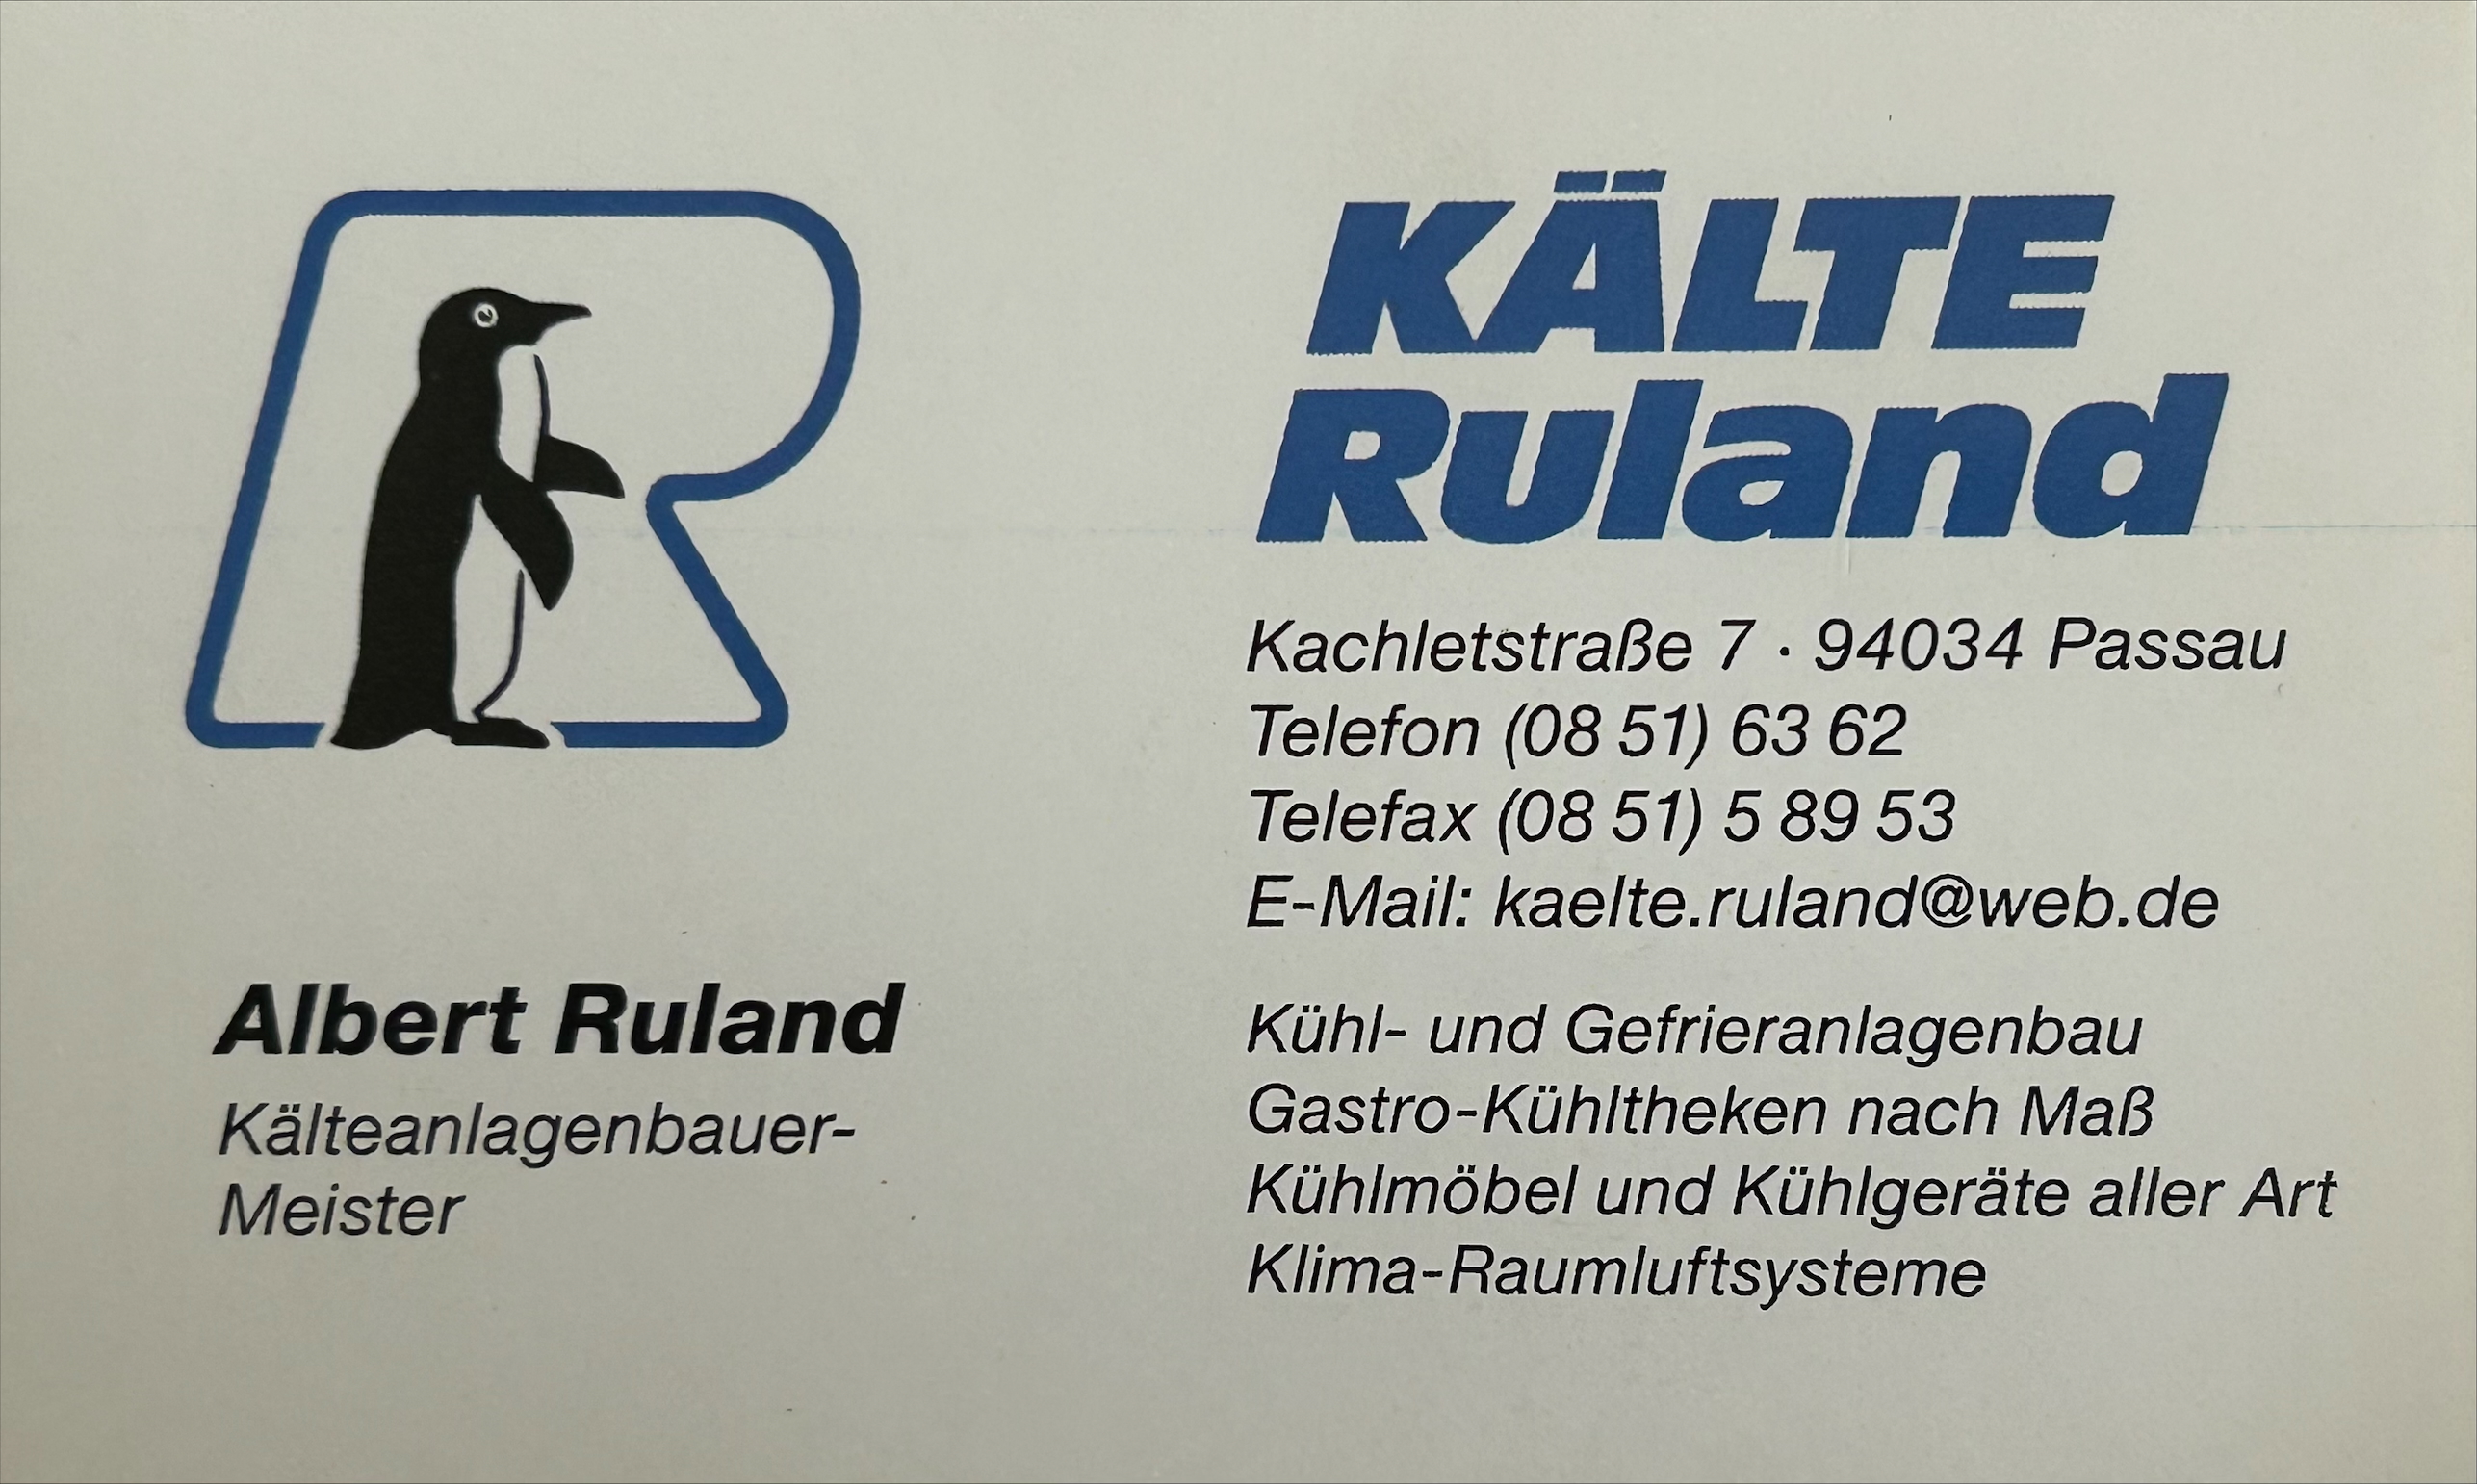 KÄLTE
Ruland
Kachletstraße 7 · 94034 Passau
Telefon (08 51) 63 62
Telefax (08 51) 5 89 53
E-Mail: kaelte.ruland@web.de
Albert Ruland
Kälteanlagenbauer-
Meister
Kühl- und Gefrieranlagenbau
Gastro-Kühltheken nach Maß
Kühlmöbel und Kühlgeräte aller Art
Klima-Raumluftsysteme